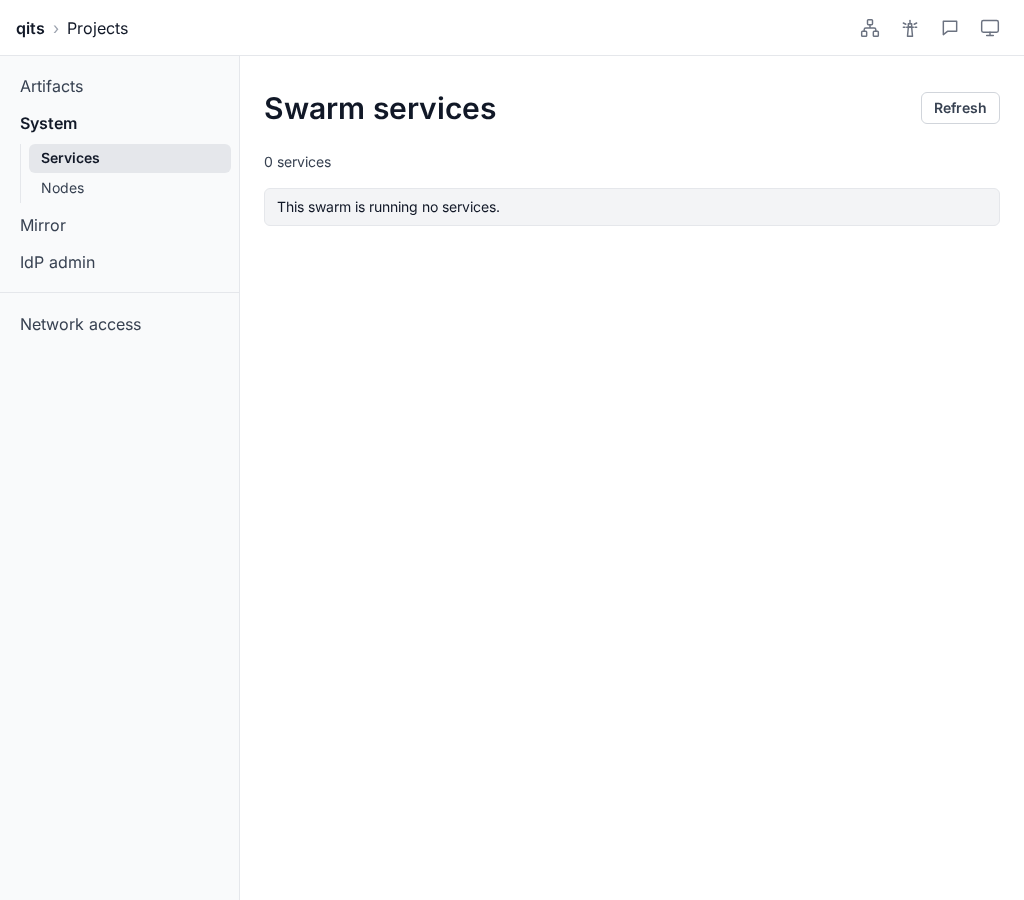 qits › Projects
Artifacts
System
Services
Nodes
Mirror
IdP admin
Network access
Swarm services
Refresh
0 services
This swarm is running no services.